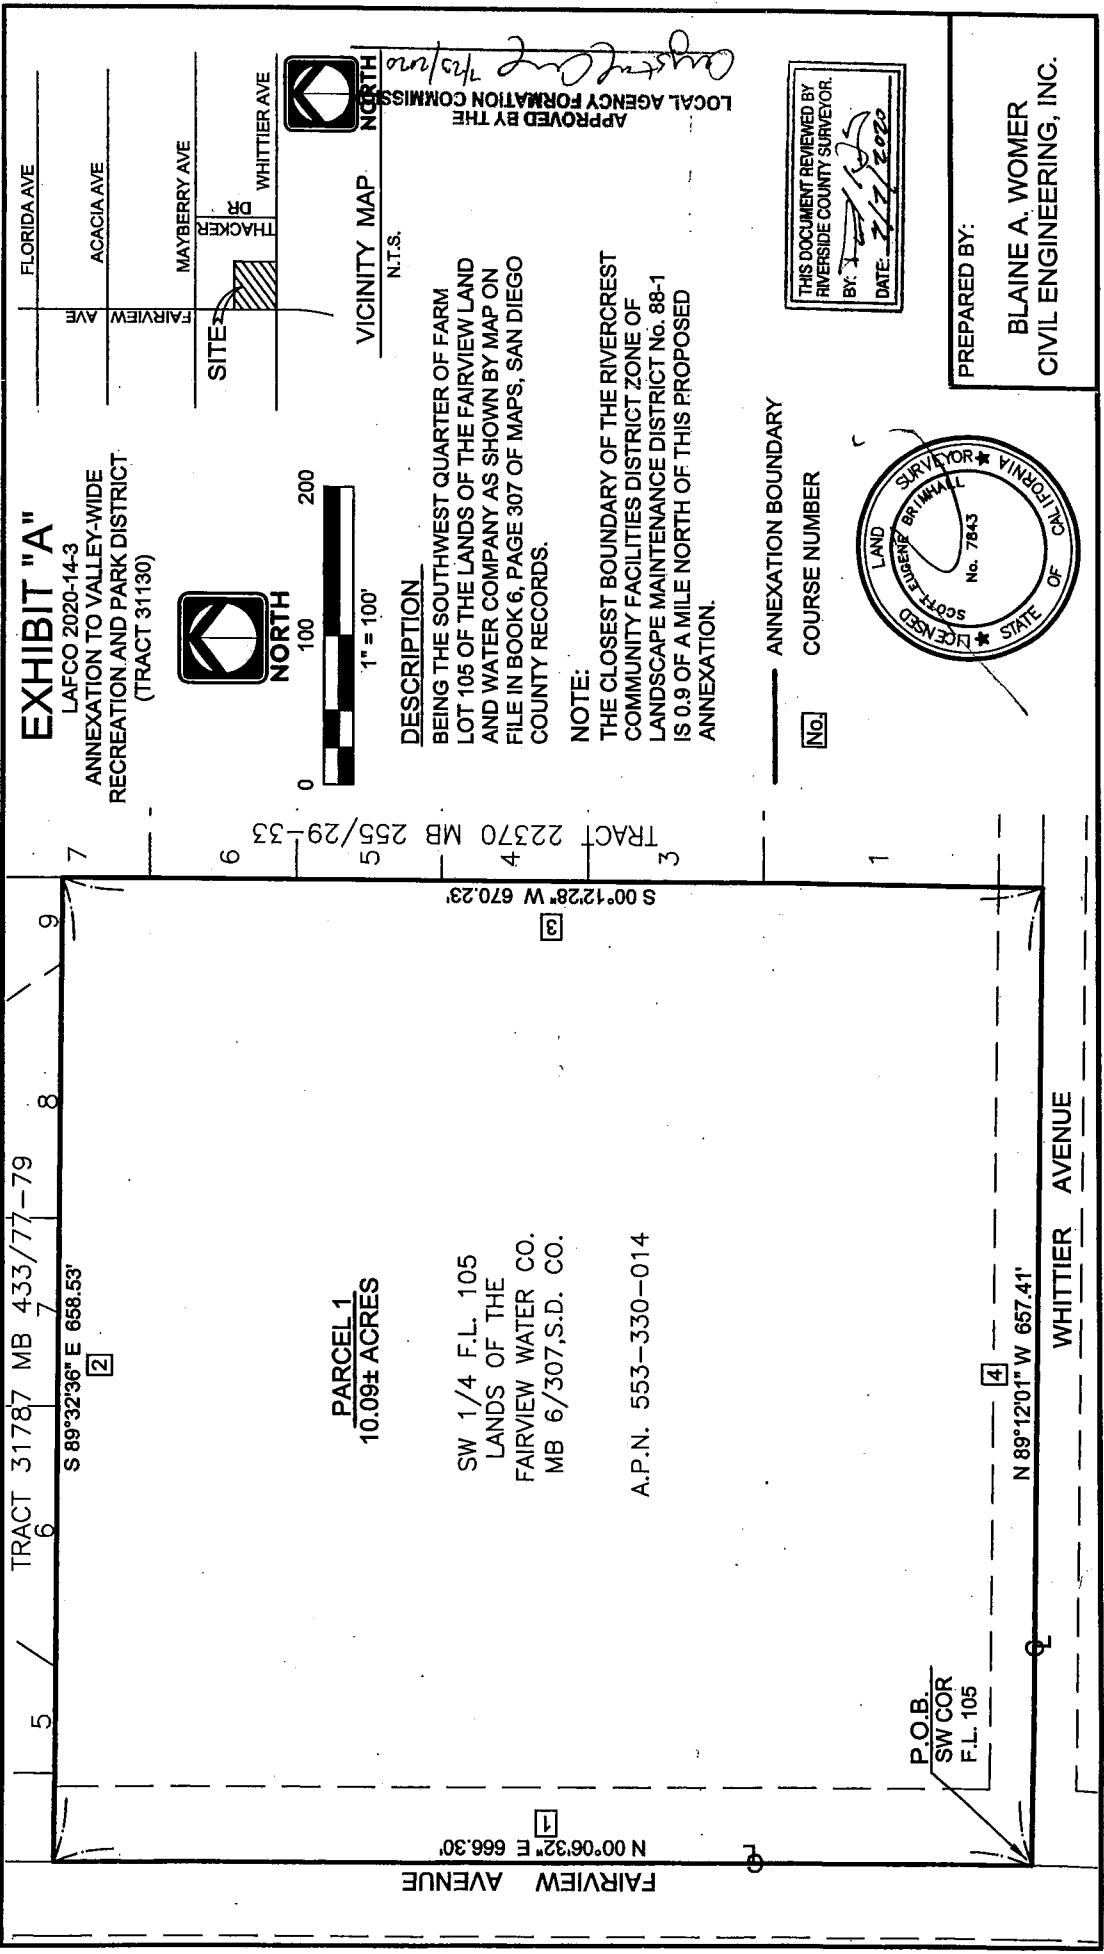 EXHIBIT "A"
LAFCO 2020-14-3
ANNEXATION TO VALLEY-WIDE
RECREATION AND PARK DISTRICT
(TRACT 31130)
NORTH
0 100 200
1" = 100'
DESCRIPTION
BEING THE SOUTHWEST QUARTER OF FARM
LOT 105 OF THE LANDS OF THE FAIRVIEW LAND
AND WATER COMPANY AS SHOWN BY MAP ON
FILE IN BOOK 6, PAGE 307 OF MAPS, SAN DIEGO
COUNTY RECORDS.
NOTE:
THE CLOSEST BOUNDARY OF THE RIVERCREST
COMMUNITY FACILITIES DISTRICT ZONE OF
LANDSCAPE MAINTENANCE DISTRICT No. 88-1
IS 0.9 OF A MILE NORTH OF THIS PROPOSED
ANNEXATION.
ANNEXATION BOUNDARY
No. COURSE NUMBER
FLORIDA AVE
ACACIA AVE
MAYBERRY AVE
WHITTIER AVE
FAIRVIEW AVE
THACKER DR
SITE
VICINITY MAP
N.T.S.
NORTH
APPROVED BY THE
LOCAL AGENCY FORMATION COMMISSI
7/23/2020
THIS DOCUMENT REVIEWED BY
RIVERSIDE COUNTY SURVEYOR.
BY:
DATE:
LICENSED LAND SURVEYOR
SCOTT EUGENE BRIMHALL
No. 7843
STATE OF CALIFORNIA
PREPARED BY:
BLAINE A. WOMER
CIVIL ENGINEERING, INC.
TRACT 31787 MB 433/77-79
5
6
7
8
9
S 89°32'36" E 658.53'
2
TRACT 22370 MB 255/29-33
7
6
5
4
3
1
S 00°12'28" W 670.23'
3
PARCEL 1
10.09± ACRES
SW 1/4 F.L. 105
LANDS OF THE
FAIRVIEW WATER CO.
MB 6/307,S.D. CO.
A.P.N. 553-330-014
FAIRVIEW AVENUE
N 00°06'32" E 666.30'
1
P.O.B.
SW COR
F.L. 105
4
N 89°12'01" W 657.41'
WHITTIER AVENUE